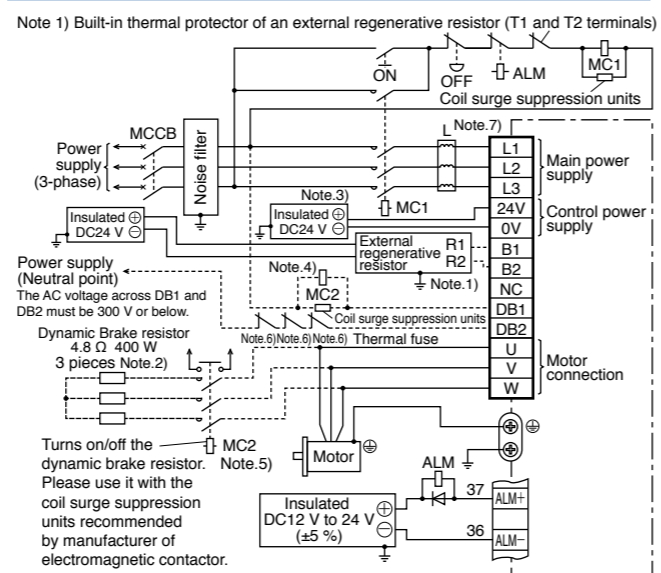 Note 1) Built-in thermal protector of an external regenerative resistor (T1 and T2 terminals)
ON
OFF
ALM
MC1
Coil surge suppression units
MCCB
Noise filter
L
Note.7)
Power
supply
(3-phase)
L1
L2
L3
Main power
supply
Note.3)
MC1
Insulated ⊕
DC24 V ⊖
Insulated ⊕
DC24 V ⊖
24V
0V
Control power
supply
External
regenerative
resistor
R1
R2
Note.1)
B1
B2
NC
Power supply
(Neutral point)
The AC voltage across DB1 and
DB2 must be 300 V or below.
Note.4)
MC2
Coil surge suppression units
DB1
DB2
Note.6)Note.6)Note.6) Thermal fuse
Dynamic Brake resistor
4.8 Ω 400 W
3 pieces Note.2)
U
V
W
Motor
connection
Turns on/off the
dynamic brake resistor.
Please use it with the
coil surge suppression
units recommended
by manufacturer of
electromagnetic contactor.
MC2
Note.5)
Motor
ALM
Insulated
DC12 V to 24 V
(±5 %)
⊕
⊖
37
ALM+
36
ALM−